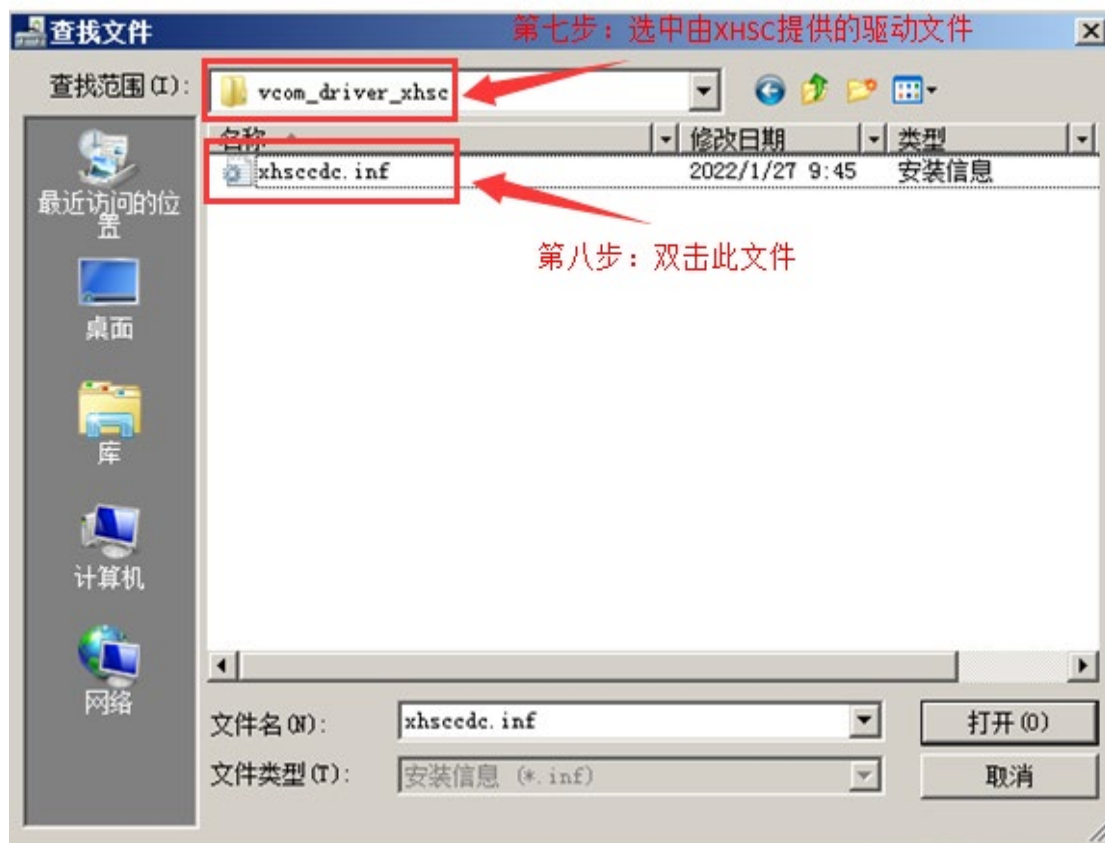 查找文件
第七步：选中由XHSC提供的驱动文件
查找范围(I):
vcom_driver_xhsc
名称
修改日期
类型
xhsccdc.inf
2022/1/27 9:45
安装信息
第八步：双击此文件
最近访问的位
置
桌面
库
计算机
网络
文件名(N):
xhsccdc.inf
打开(O)
文件类型(T):
安装信息 (*.inf)
取消